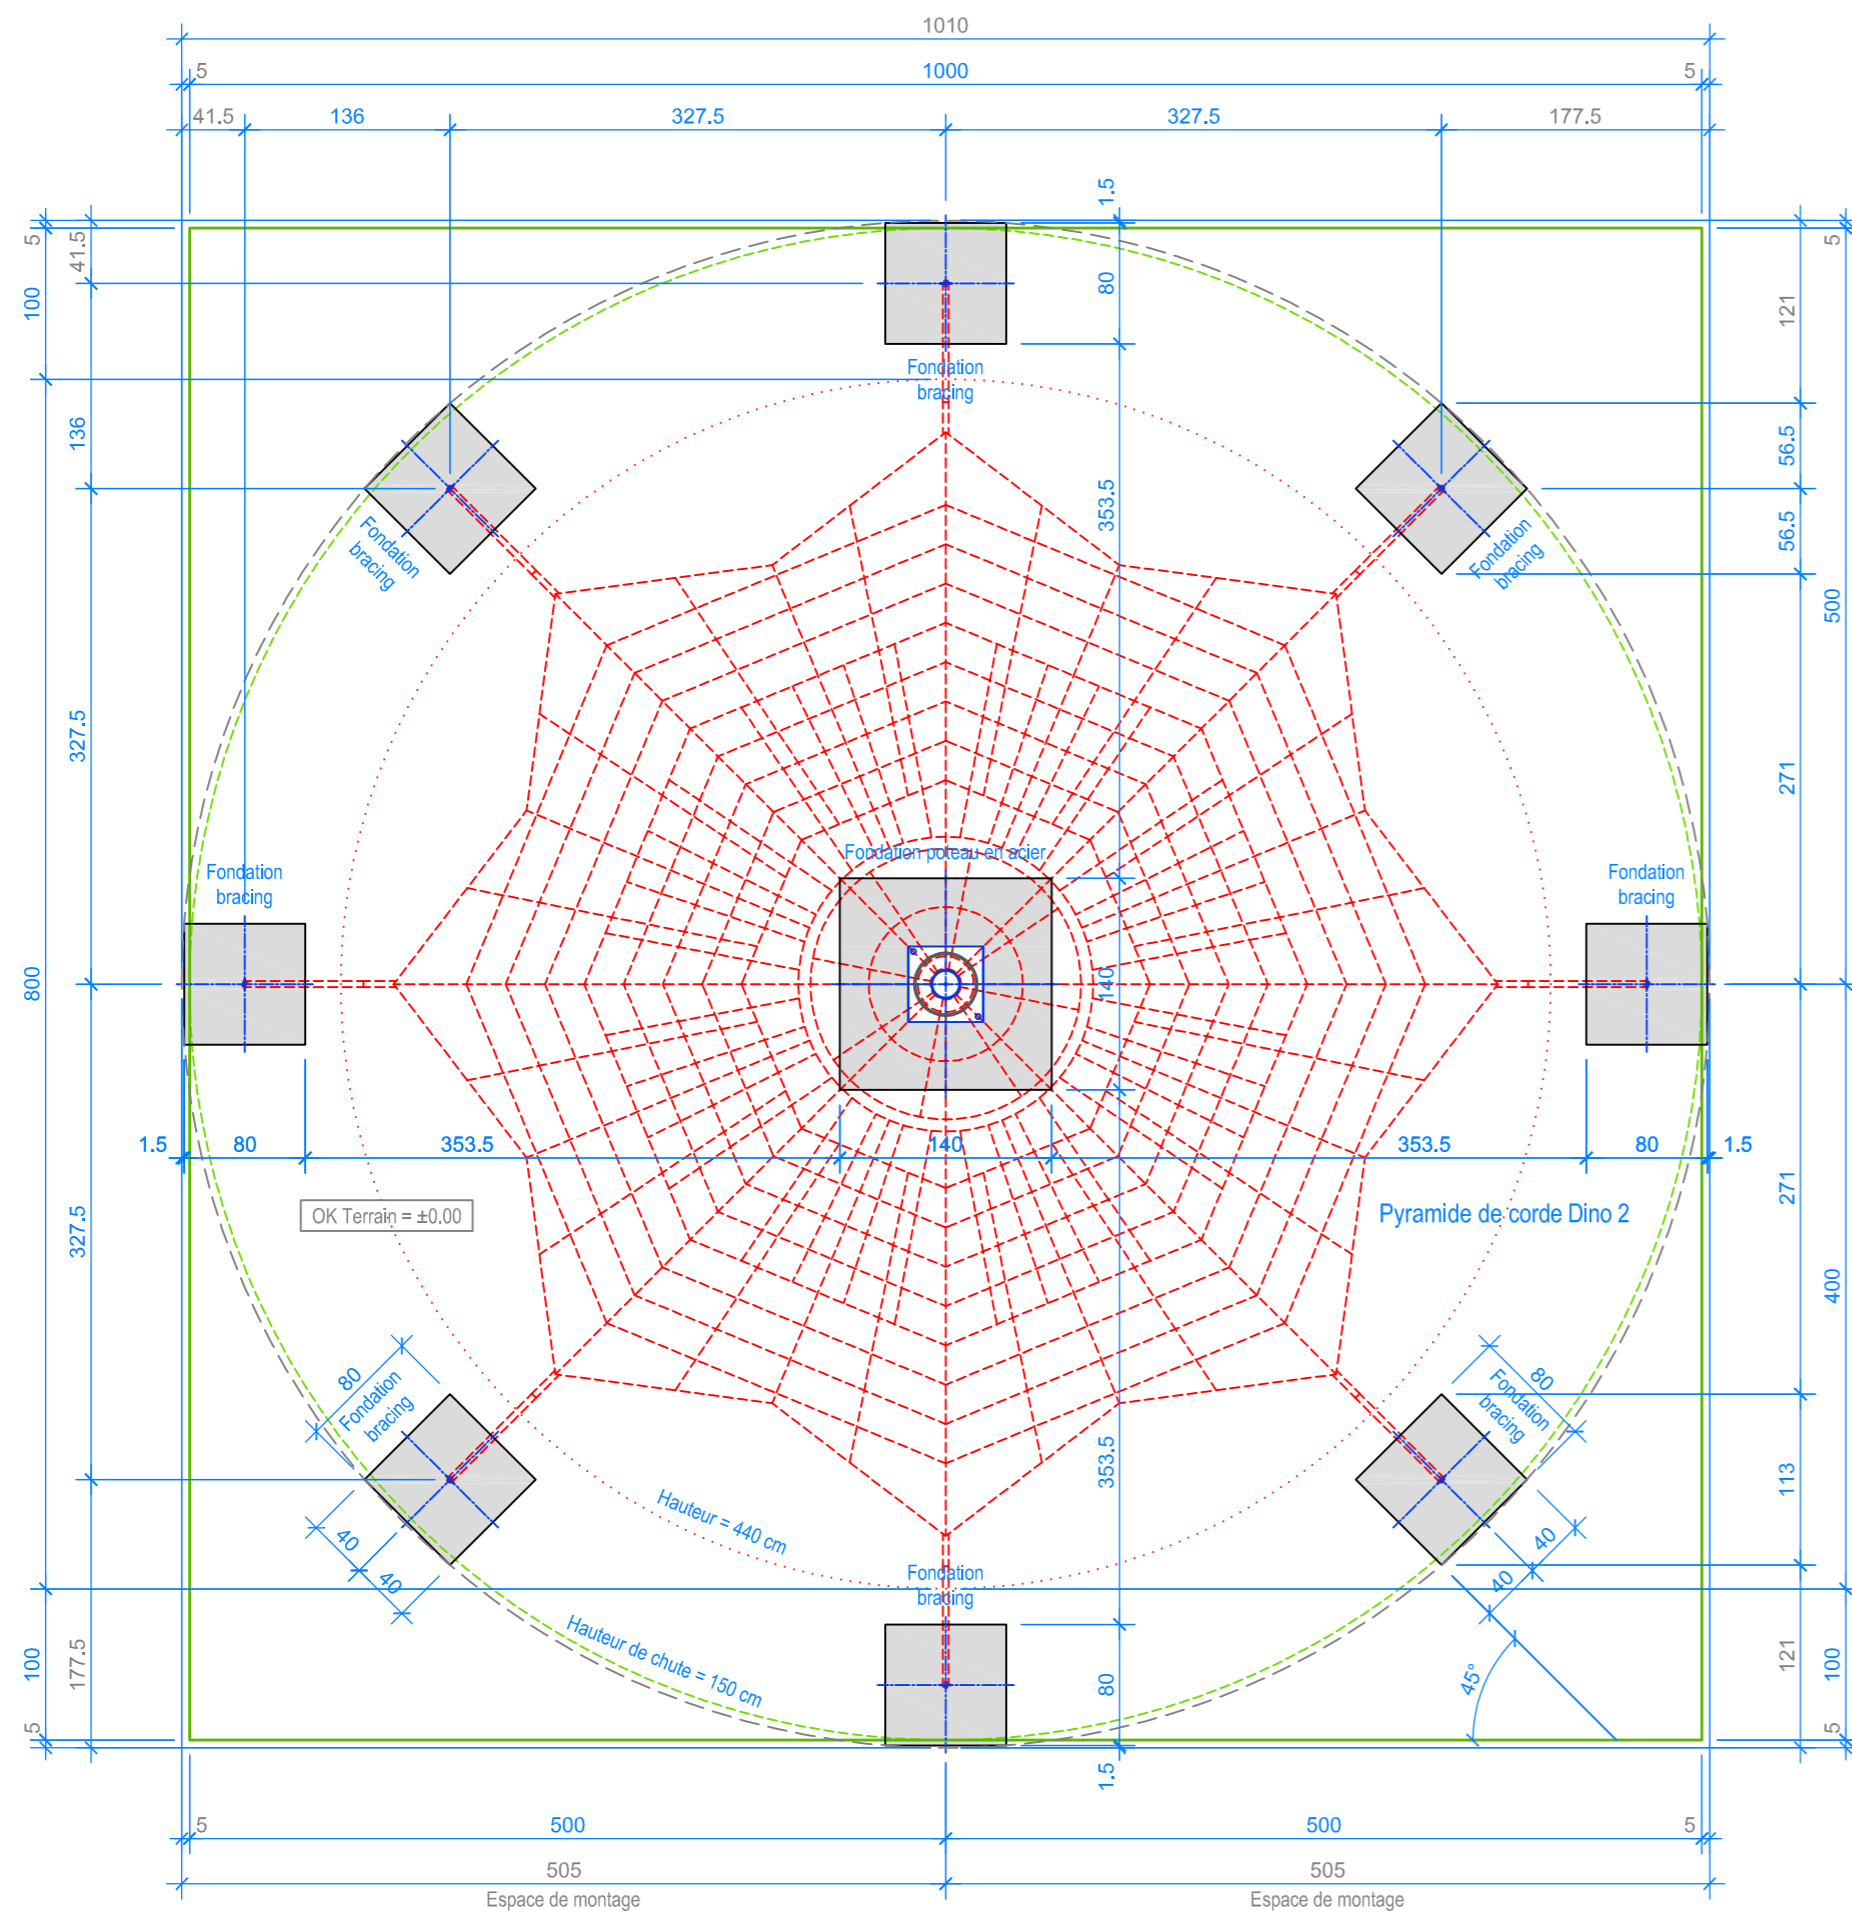 1010
5
1000
5
41.5
136
327.5
327.5
177.5
1.5
5
41.5
5
100
80
121
Fondation
bracing
136
56.5
353.5
56.5
Fondation
bracing
Fondation
bracing
500
327.5
271
Fondation poteau en acier
Fondation
bracing
Fondation
bracing
800
140
1.5
80
353.5
140
353.5
80
1.5
271
OK Terrain = ±0.00
Pyramide de corde Dino 2
327.5
400
80
Fondation
bracing
80
Fondation
bracing
353.5
113
Hauteur = 440 cm
40
40
40
40
Fondation
bracing
Hauteur de chute = 150 cm
100
177.5
80
45°
121
100
5
5
1.5
5
500
500
5
505
505
Espace de montage
Espace de montage